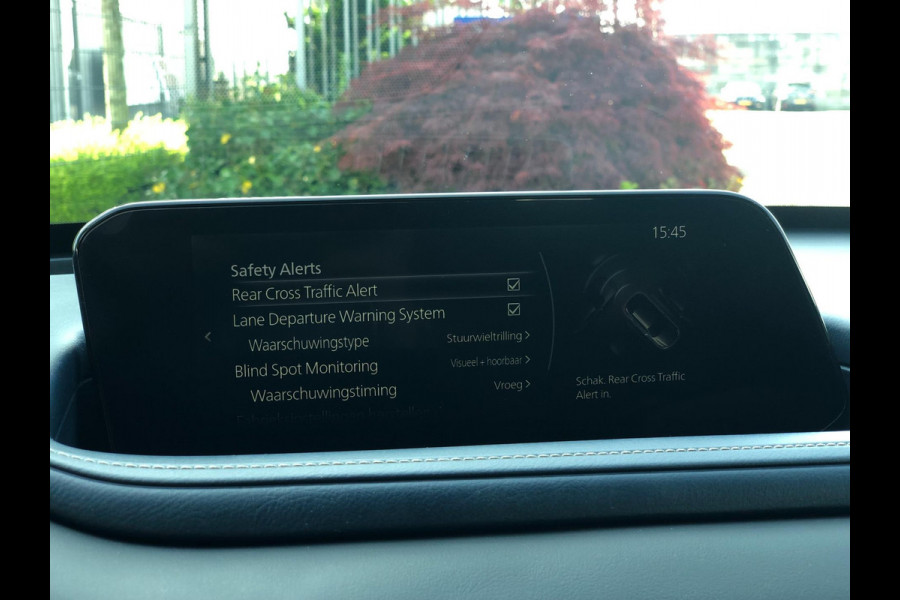 15:45
Safety Alerts
Rear Cross Traffic Alert
Lane Departure Warning System
Waarschuwingstype Stuurwieltrilling
Blind Spot Monitoring Visueel + hoorbaar
Waarschuwingstiming Vroeg
Schak. Rear Cross Traffic
Alert in.